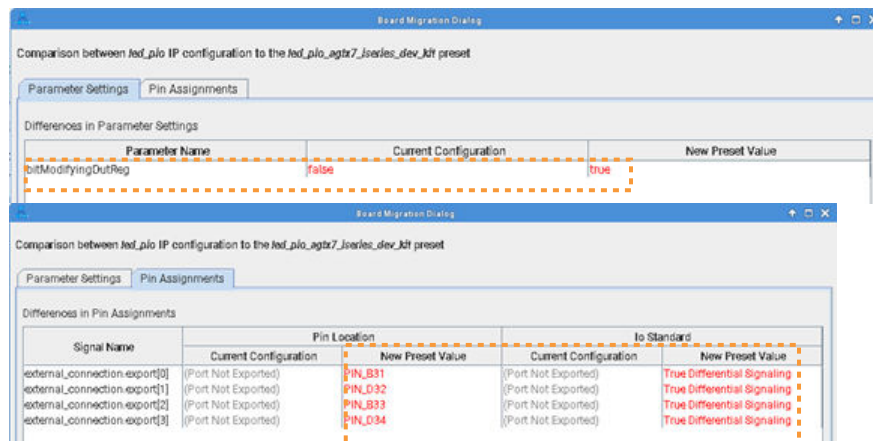 Board Migration Dialog
Comparison between led_pio IP configuration to the led_pio_agtx7_iseries_dev_kit preset
Parameter Settings Pin Assignments
Differences in Parameter Settings
Parameter Name Current Configuration New Preset Value
bitModifyingOutReg false true
Board Migration Dialog
Comparison between led_pio IP configuration to the led_pio_agtx7_iseries_dev_kit preset
Parameter Settings Pin Assignments
Differences in Pin Assignments
Signal Name Pin Location Io Standard
Current Configuration New Preset Value Current Configuration New Preset Value
external_connection.export[0] (Port Not Exported) PIN_B31 (Port Not Exported) True Differential Signaling
external_connection.export[1] (Port Not Exported) PIN_D32 (Port Not Exported) True Differential Signaling
external_connection.export[2] (Port Not Exported) PIN_B33 (Port Not Exported) True Differential Signaling
external_connection.export[3] (Port Not Exported) PIN_D34 (Port Not Exported) True Differential Signaling